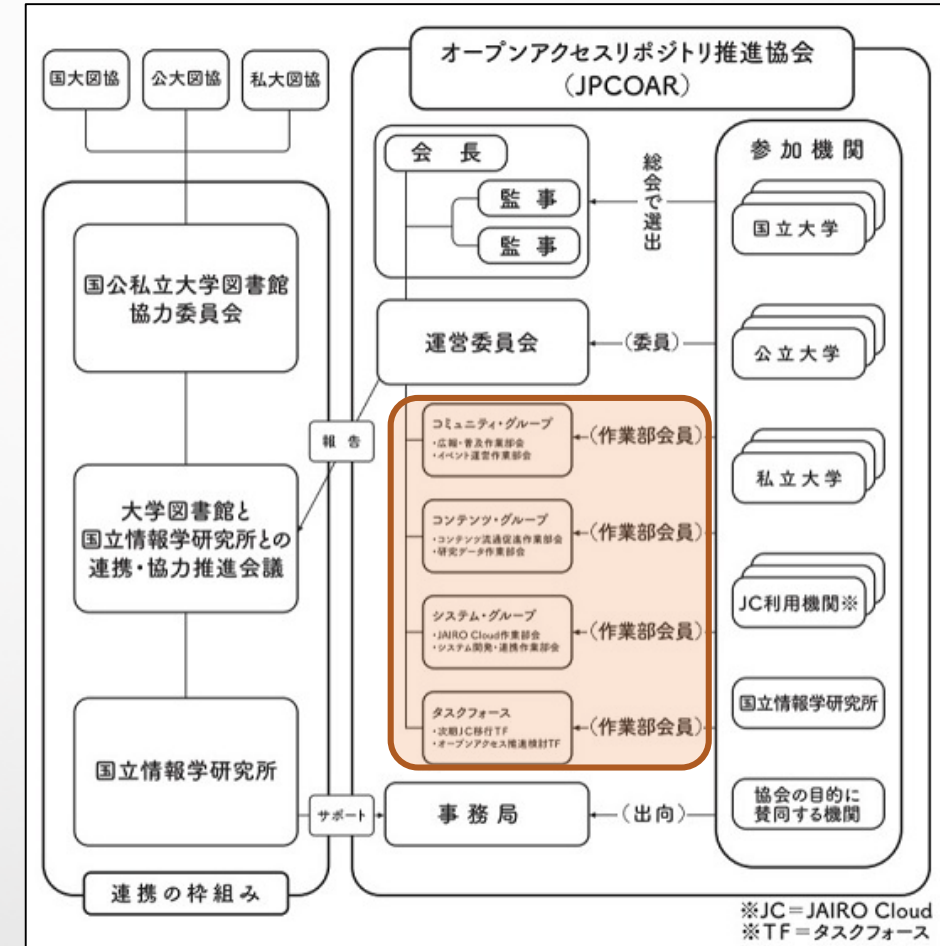 国大図協
公大図協
私大図協
国公私立大学図書館
協力委員会
大学図書館と
国立情報学研究所との
連携・協力推進会議
国立情報学研究所
連携の枠組み
報告
サポート
オープンアクセスリポジトリ推進協会
(JPCOAR)
会長
監事
監事
総会で選出
運営委員会
(委員)
コミュニティ・グループ
・広報・普及作業部会
・イベント運営作業部会
(作業部会員)
コンテンツ・グループ
・コンテンツ流通促進作業部会
・研究データ作業部会
(作業部会員)
システム・グループ
・JAIRO Cloud作業部会
・システム開発・連携作業部会
(作業部会員)
タスクフォース
・次期JC移行TF
・オープンアクセス推進検討TF
(作業部会員)
事務局
(出向)
参加機関
国立大学
公立大学
私立大学
JC利用機関※
国立情報学研究所
協会の目的に
賛同する機関
※JC=JAIRO Cloud
※TF=タスクフォース